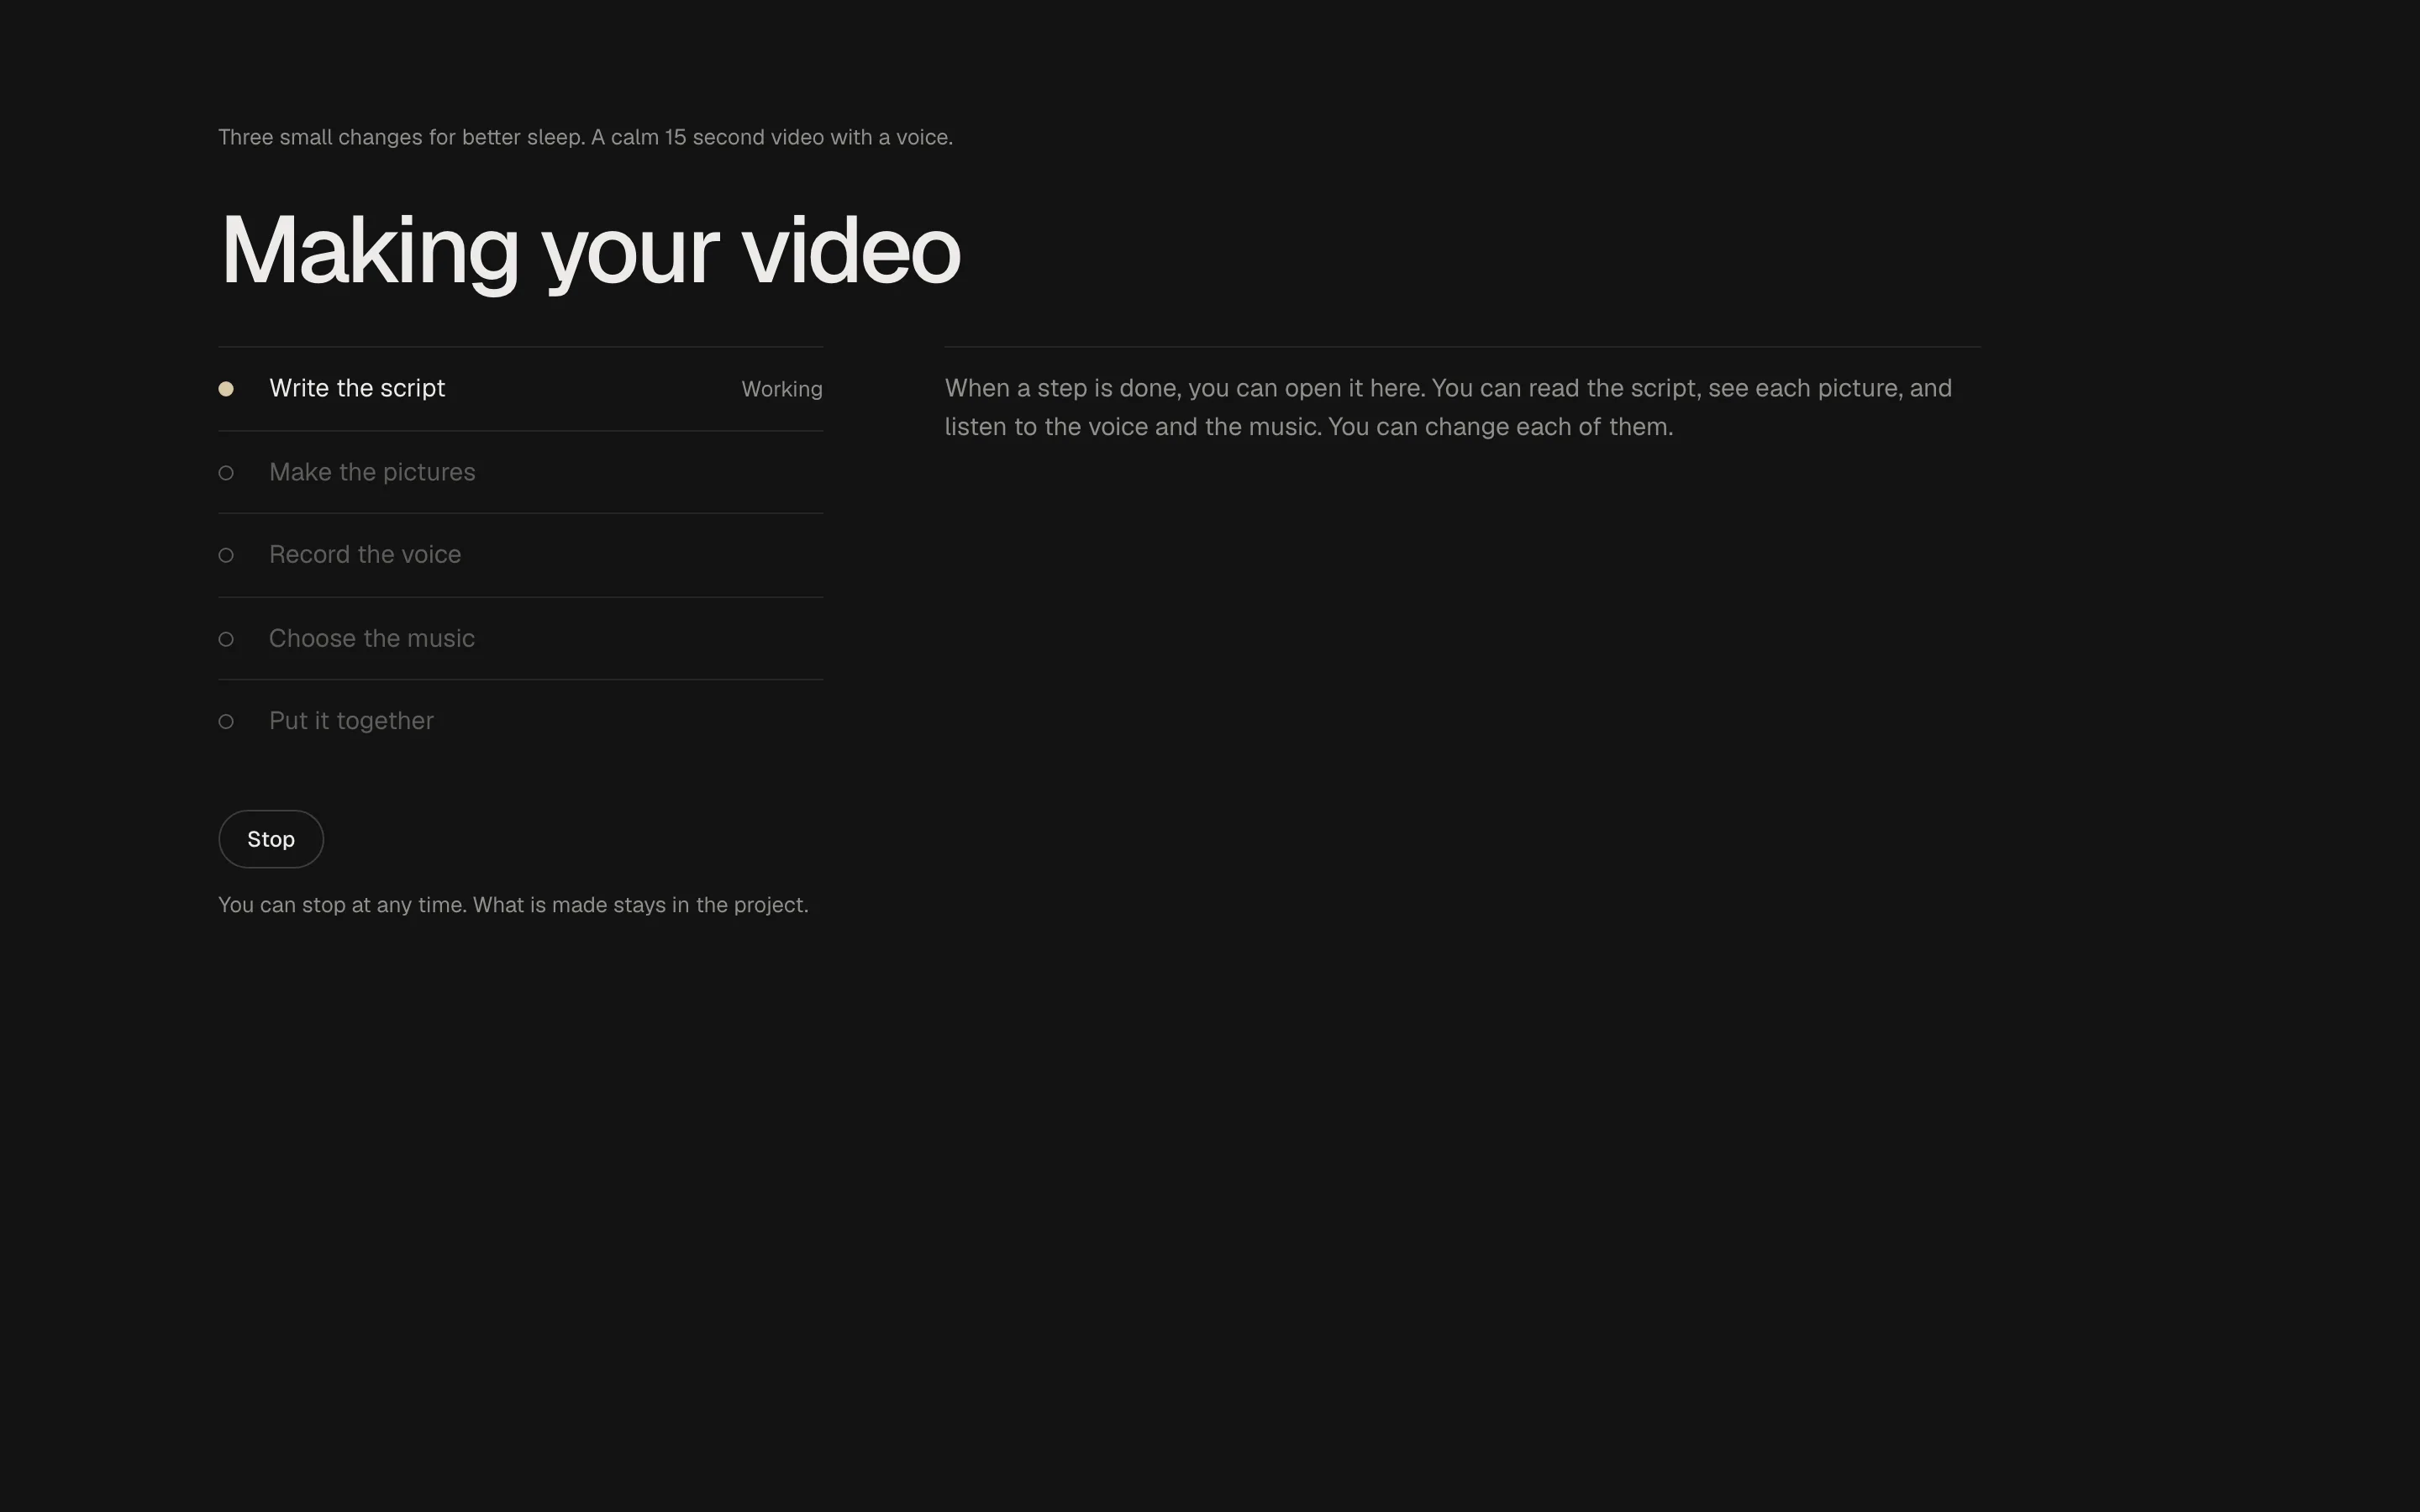 Three small changes for better sleep. A calm 15 second video with a voice.
Making your video
Write the script
Working
Make the pictures
Record the voice
Choose the music
Put it together
Stop
You can stop at any time. What is made stays in the project.
When a step is done, you can open it here. You can read the script, see each picture, and
listen to the voice and the music. You can change each of them.